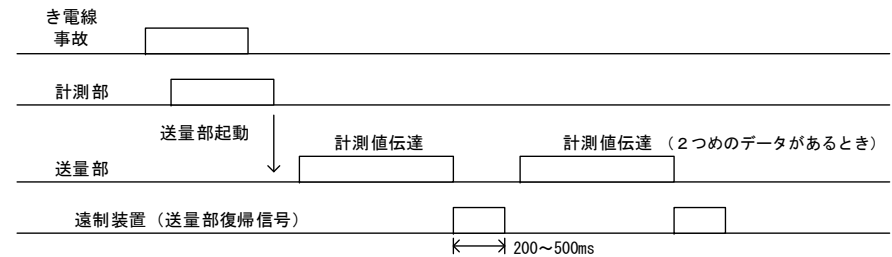 き電線
事故
計測部
送量部起動
計測値伝達
計測値伝達 （２つめのデータがあるとき）
送量部
遠制装置（送量部復帰信号）
200～500ms